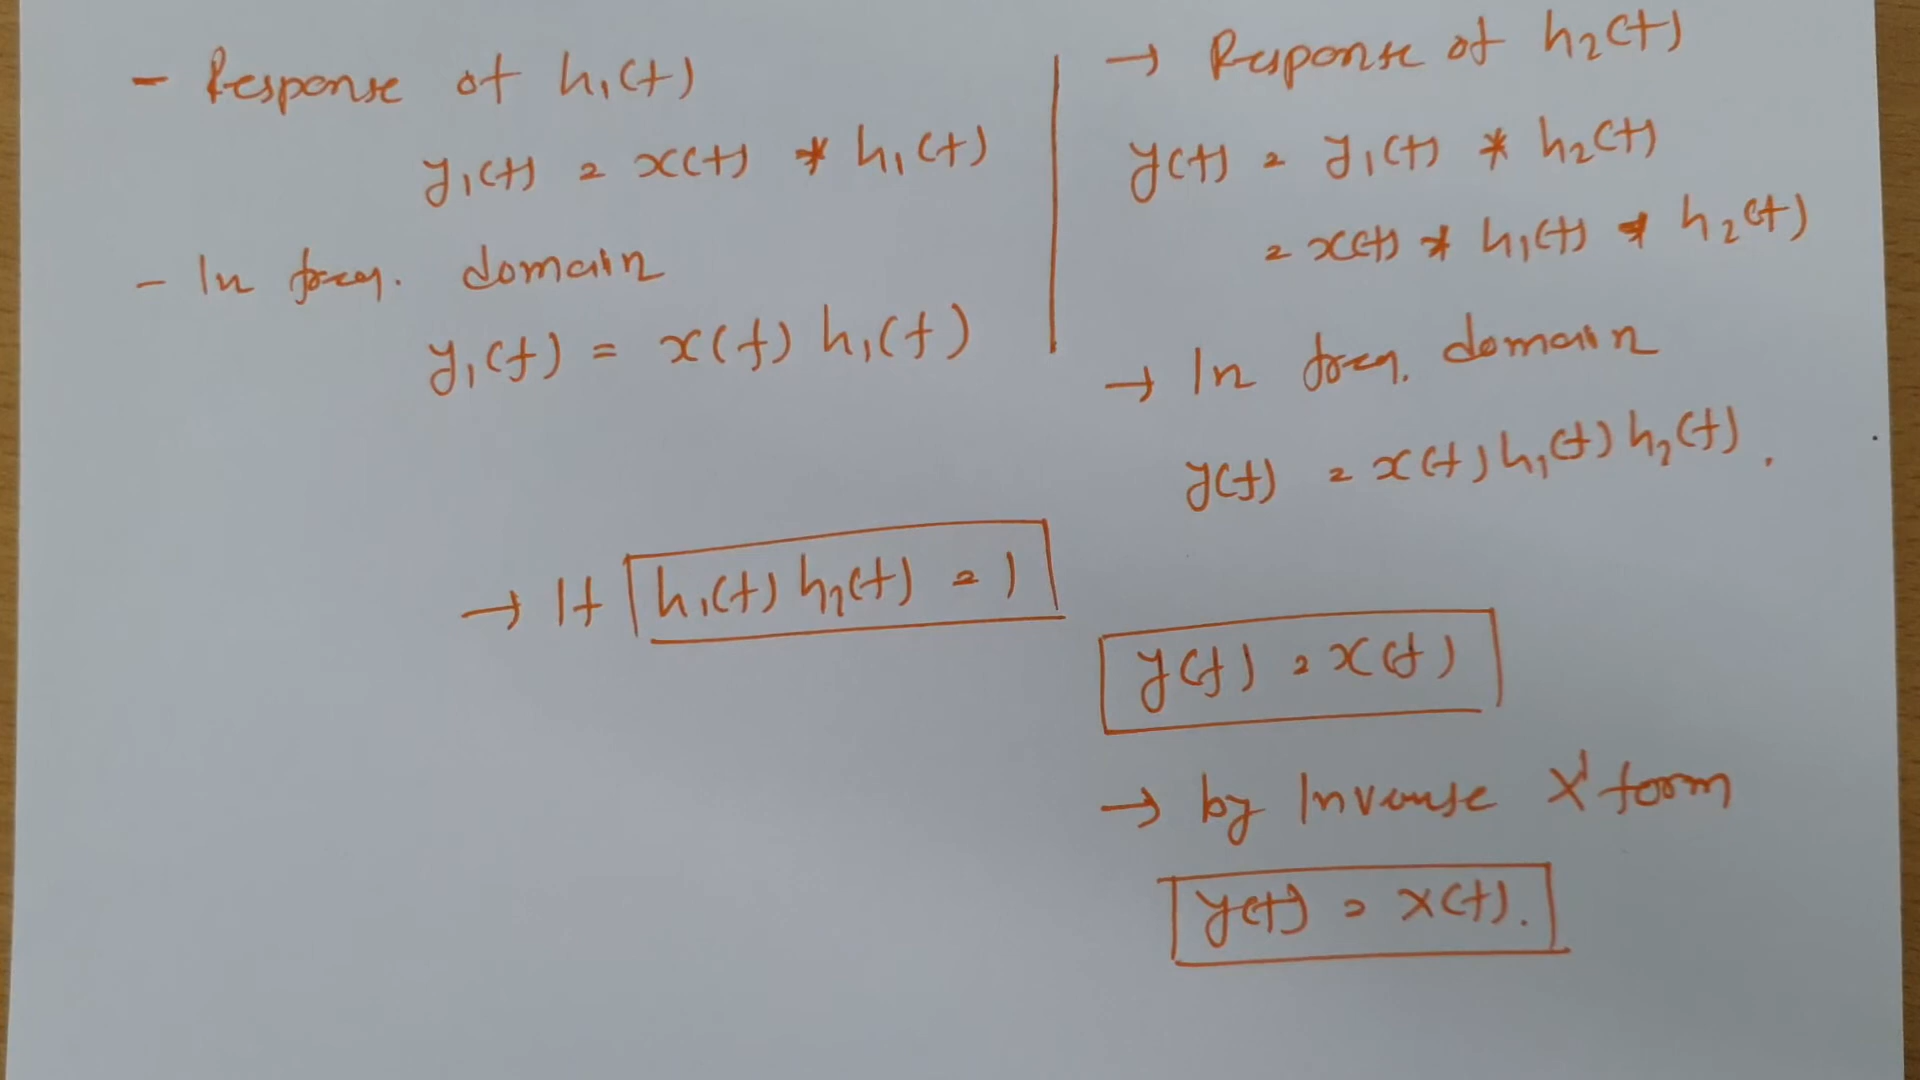 - Response of h₁(t)
y₁(t) = x(t) * h₁(t)
- In freq. domain
y₁(f) = x(f) h₁(f)
→ Response of h₂(t)
y(t) = y₁(t) * h₂(t)
= x(t) * h₁(t) * h₂(t)
→ In freq. domain
y(f) = x(f) h₁(f) h₂(f).
→ If h₁(f) h₂(f) = 1
y(f) = x(f)
→ by Inverse X'form
y(t) = x(t).